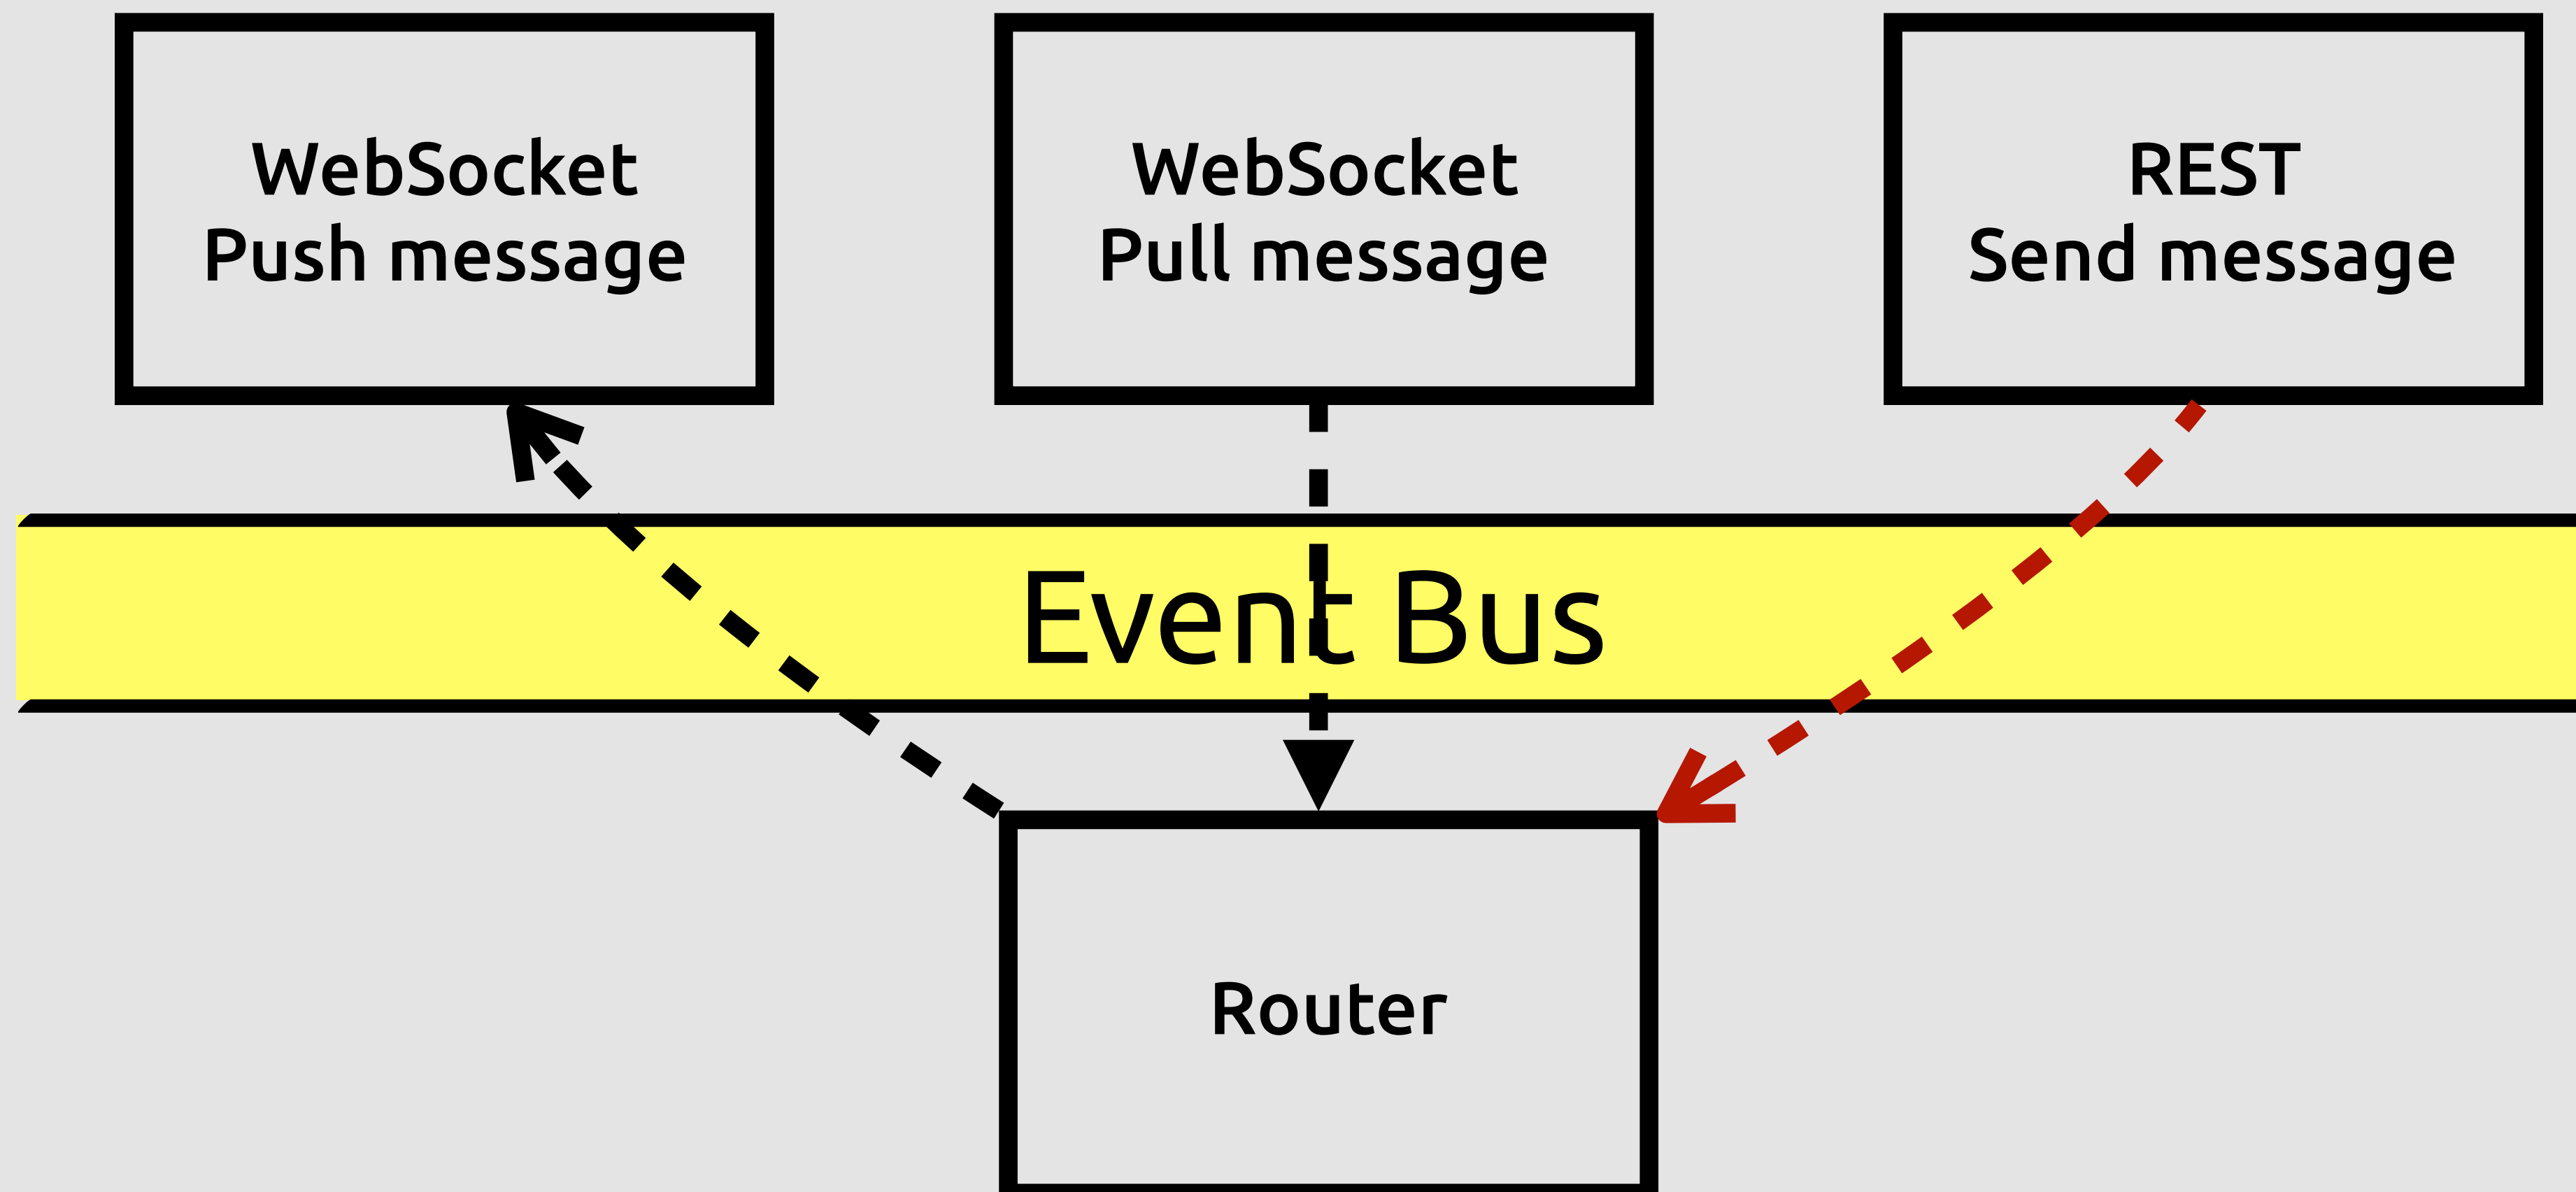 WebSocket
Push message
WebSocket
Pull message
REST
Send message
Event Bus
Router